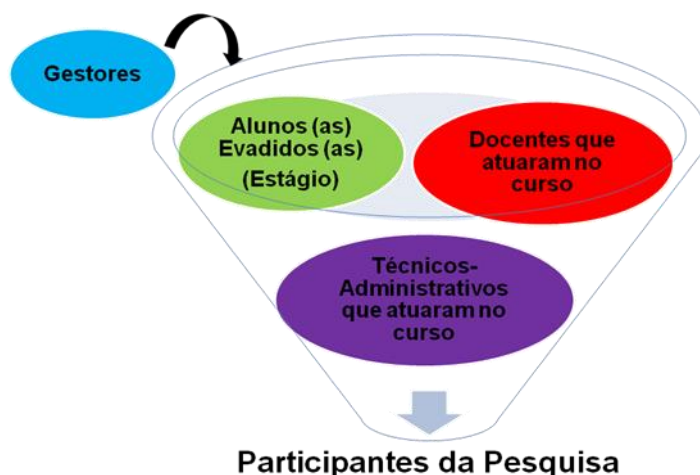 Gestores
Alunos (as)
Evadidos (as)
(Estágio)
Docentes que
atuaram no
curso
Técnicos-
Administrativos
que atuaram no
curso
Participantes da Pesquisa